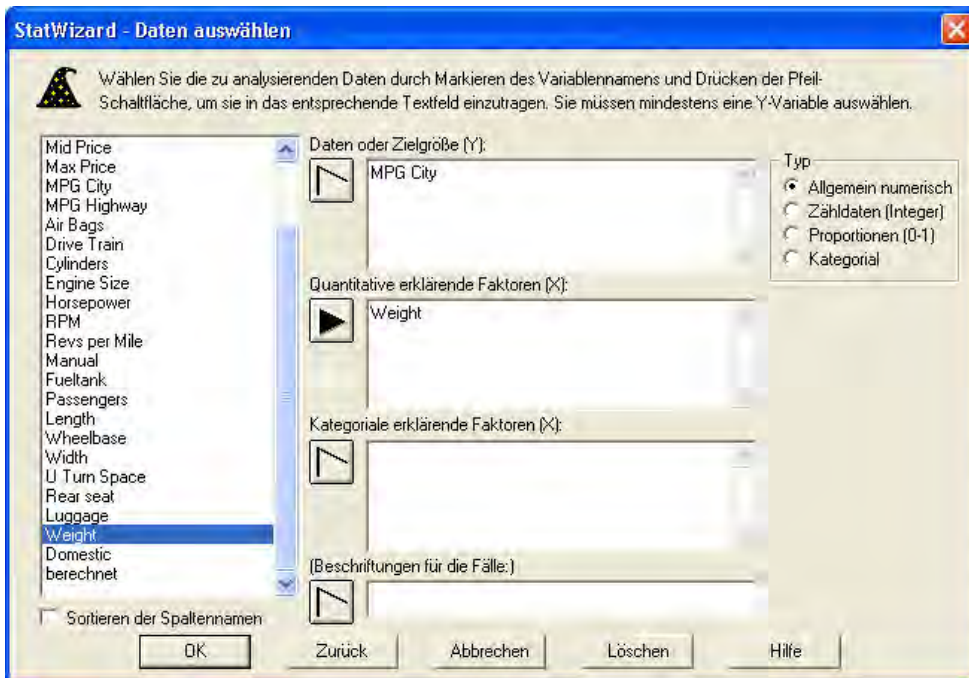 StatWizard - Daten auswählen
Wählen Sie die zu analysierenden Daten durch Markieren des Variablennamens und Drücken der Pfeil-
Schaltfläche, um sie in das entsprechende Textfeld einzutragen. Sie müssen mindestens eine Y-Variable auswählen.
Mid Price
Max Price
MPG City
MPG Highway
Air Bags
Drive Train
Cylinders
Engine Size
Horsepower
RPM
Revs per Mile
Manual
Fueltank
Passengers
Length
Wheelbase
Width
U Turn Space
Rear seat
Luggage
Weight
Domestic
berechnet
Sortieren der Spaltennamen
Daten oder Zielgröße (Y):
MPG City
Quantitative erklärende Faktoren (X):
Weight
Kategoriale erklärende Faktoren (X):
(Beschriftungen für die Fälle:)
Typ
Allgemein numerisch
Zähldaten (Integer)
Proportionen (0-1)
Kategorial
OK
Zurück
Abbrechen
Löschen
Hilfe